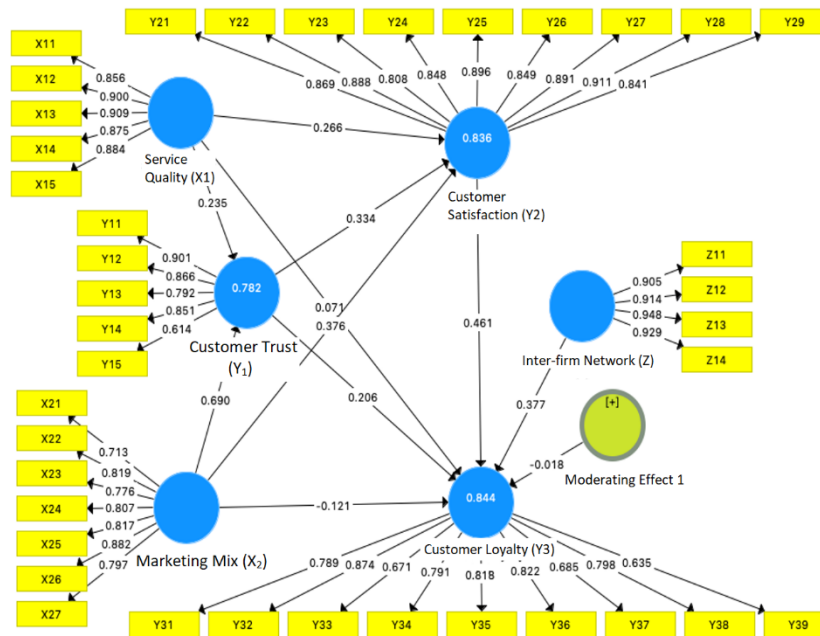 Y21 Y22 Y23 Y24 Y25 Y26 Y27 Y28 Y29
X11
X12
X13
X14
X15
0.856
0.900
0.909
0.875
0.884
0.869
0.888
0.808
0.848
0.896
0.849
0.891
0.911
0.841
0.266
0.836
Service
Quality (X1)
Customer
Satisfaction (Y2)
0.235
0.334
Y11
Y12
Y13
Y14
Y15
0.901
0.866
0.792
0.851
0.614
0.782
Customer Trust
(Y₁)
0.071
0.376
0.461
Z11
Z12
Z13
Z14
0.905
0.914
0.948
0.929
Inter-firm Network (Z)
0.690
0.206
0.377
[+]
-0.018
Moderating Effect 1
X21
X22
X23
X24
X25
X26
X27
0.713
0.819
0.776
0.807
0.817
0.882
0.797
Marketing Mix (X₂)
-0.121
0.844
Customer Loyalty (Y3)
0.789
0.874
0.671
0.791
0.818
0.822
0.685
0.798
0.635
Y31 Y32 Y33 Y34 Y35 Y36 Y37 Y38 Y39